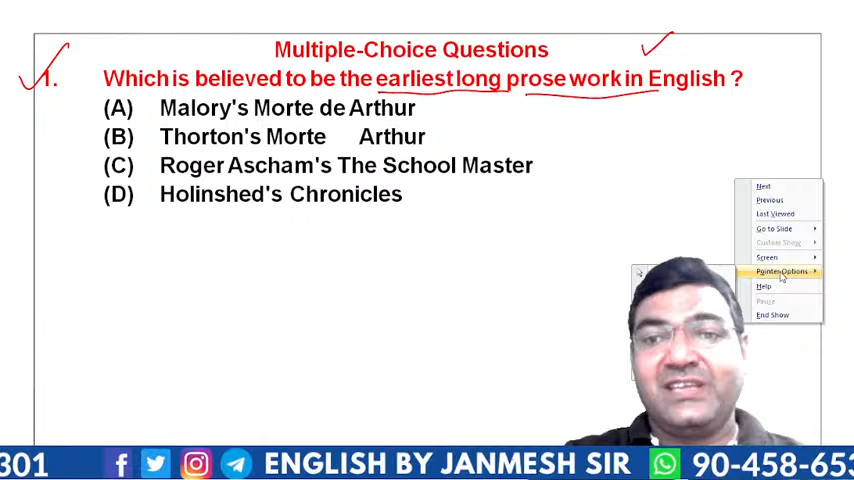 Multiple-Choice Questions
1. Which is believed to be the earliest long prose work in English ?
(A) Malory's Morte de Arthur
(B) Thorton's Morte Arthur
(C) Roger Ascham's The School Master
(D) Holinshed's Chronicles
Next
Previous
Last Viewed
Go to Slide
Custom Show
Screen
Pointer Options
Help
Pause
End Show
301 ENGLISH BY JANMESH SIR 90-458-653